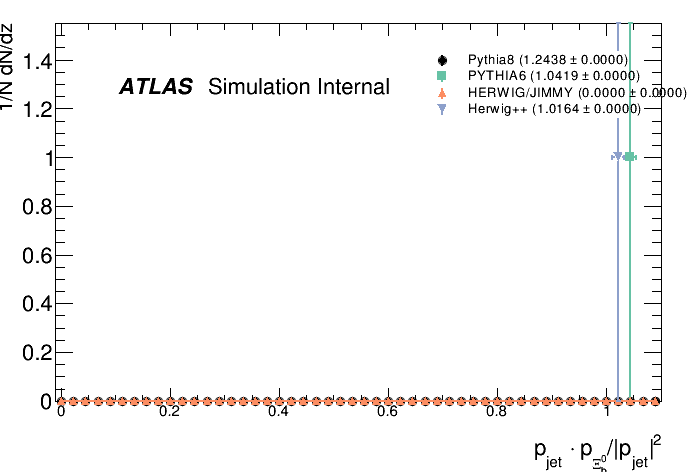 1/N dN/dz
ATLAS Simulation Internal
Pythia8 (1.2438 ± 0.0000)
PYTHIA6 (1.0419 ± 0.0000)
HERWIG/JIMMY (0.0000 ± 0.0000)
Herwig++ (1.0164 ± 0.0000)
1.4
1.2
1
0.8
0.6
0.4
0.2
0
0 0.2 0.4 0.6 0.8 1
p_jet · p_Ξ_b^0/|p_jet|^2